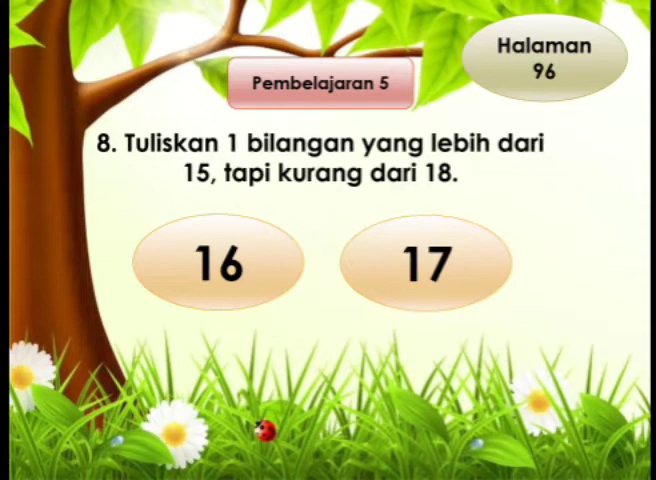 Halaman
96
Pembelajaran 5
8. Tuliskan 1 bilangan yang lebih dari
15, tapi kurang dari 18.
16 17